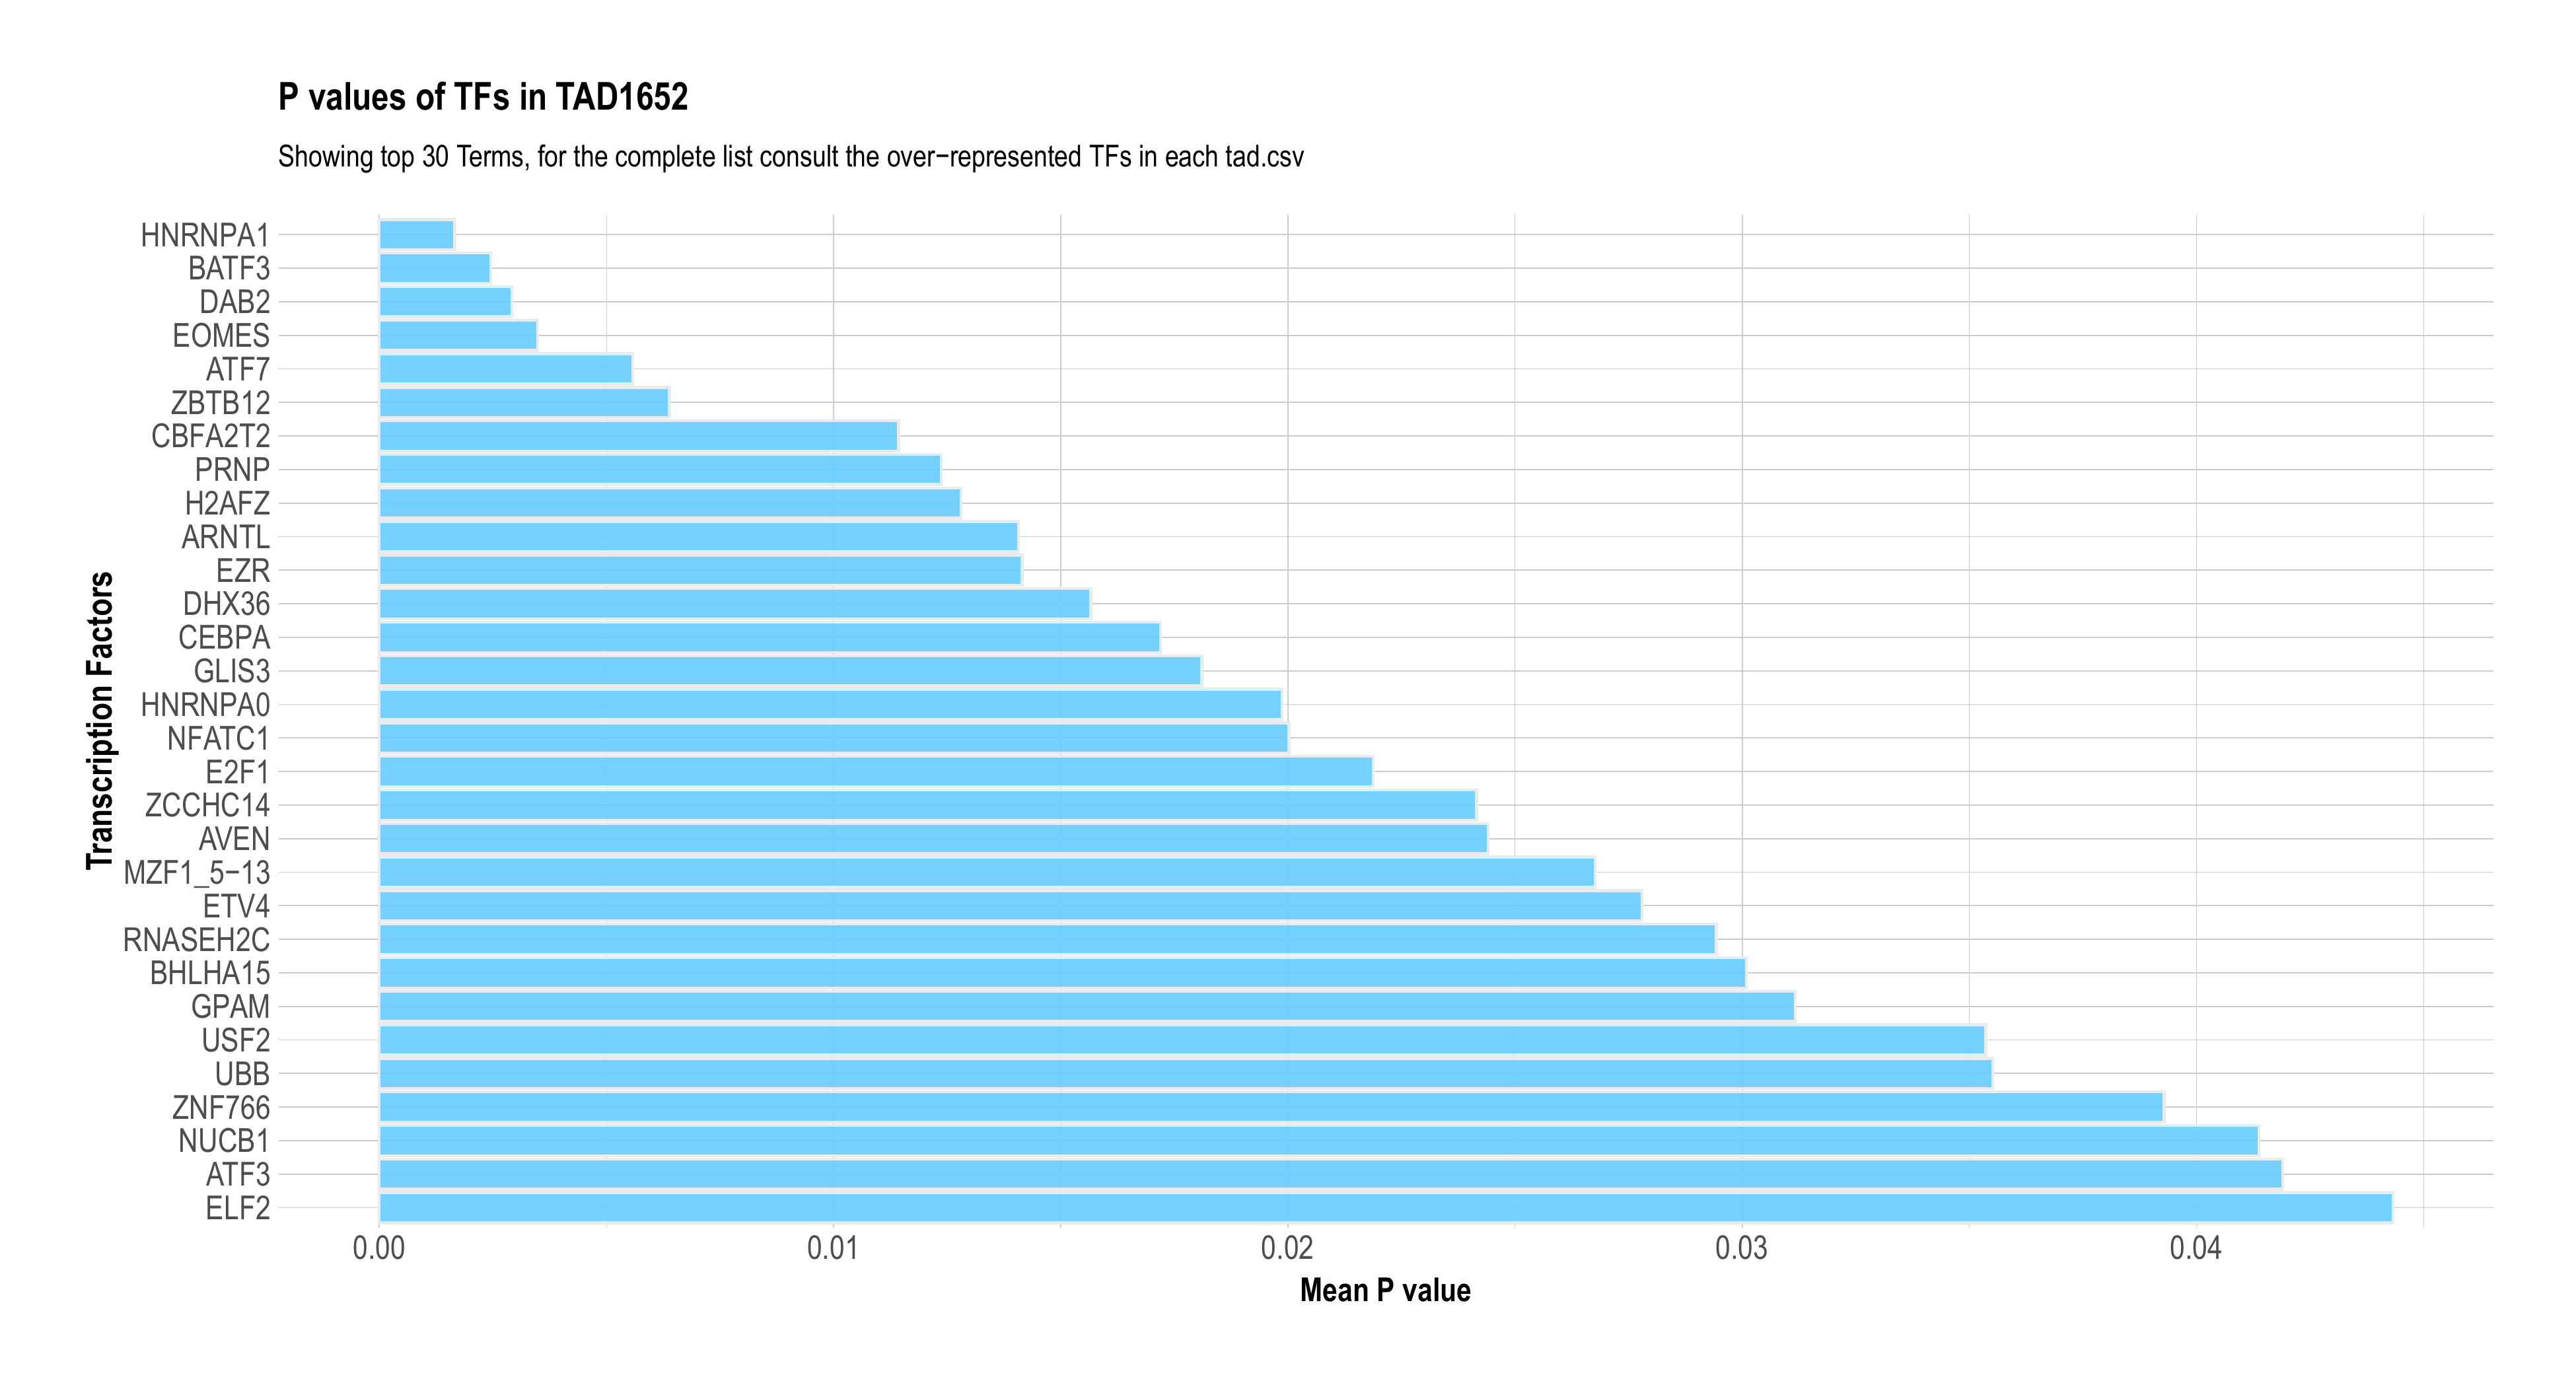 P values of TFs in TAD1652
Showing top 30 Terms, for the complete list consult the over−represented TFs in each tad.csv
Transcription Factors
HNRNPA1
BATF3
DAB2
EOMES
ATF7
ZBTB12
CBFA2T2
PRNP
H2AFZ
ARNTL
EZR
DHX36
CEBPA
GLIS3
HNRNPA0
NFATC1
E2F1
ZCCHC14
AVEN
MZF1_5−13
ETV4
RNASEH2C
BHLHA15
GPAM
USF2
UBB
ZNF766
NUCB1
ATF3
ELF2
0.00 0.01 0.02 0.03 0.04
Mean P value